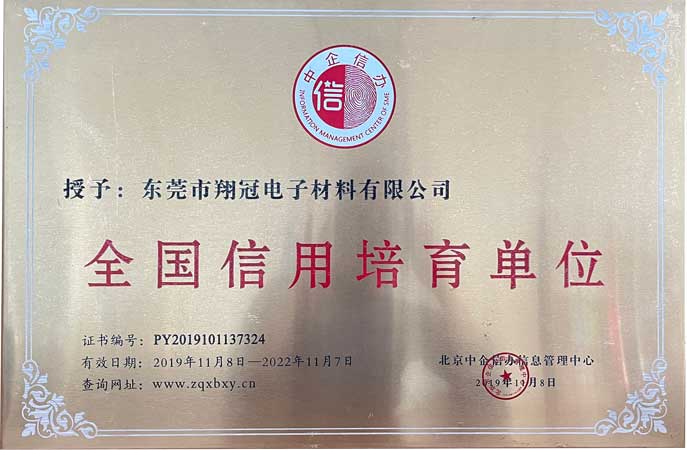 中企信办
信
INFORMATION MANAGEMENT CENTER OF SME
授予：东莞市翔冠电子材料有限公司
全国信用培育单位
证书编号：PY2019101137324
有效日期：2019年11月8日—2022年11月7日
查询网址：www.zqxbxy.cn
北京中企信办信息管理中心
2019年11月8日